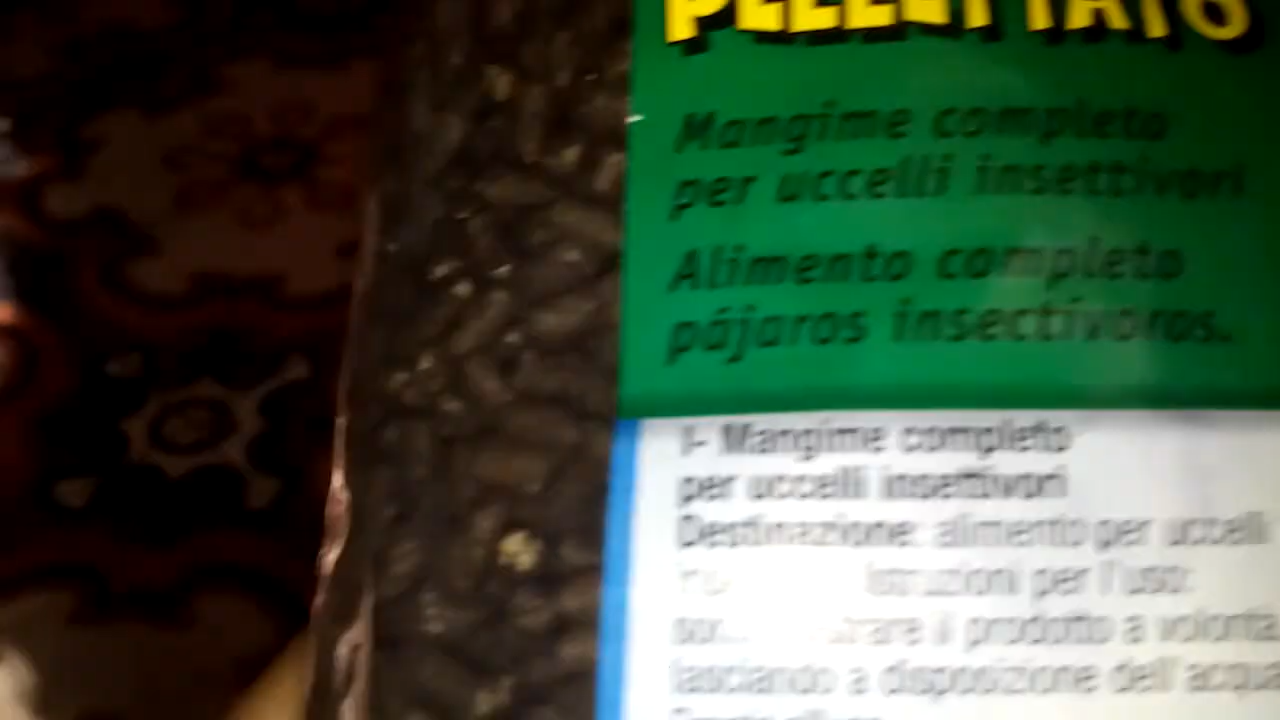 PELLETTATO
Mangime completo
per uccelli insettivori
Alimento completo
pájaros insectívoros.
I- Mangime completo
per uccelli insettivori
Destinazione: alimento per uccelli
Istruzioni per l'uso:
il prodotto a volontà
lasciando a disposizione dell'acqua